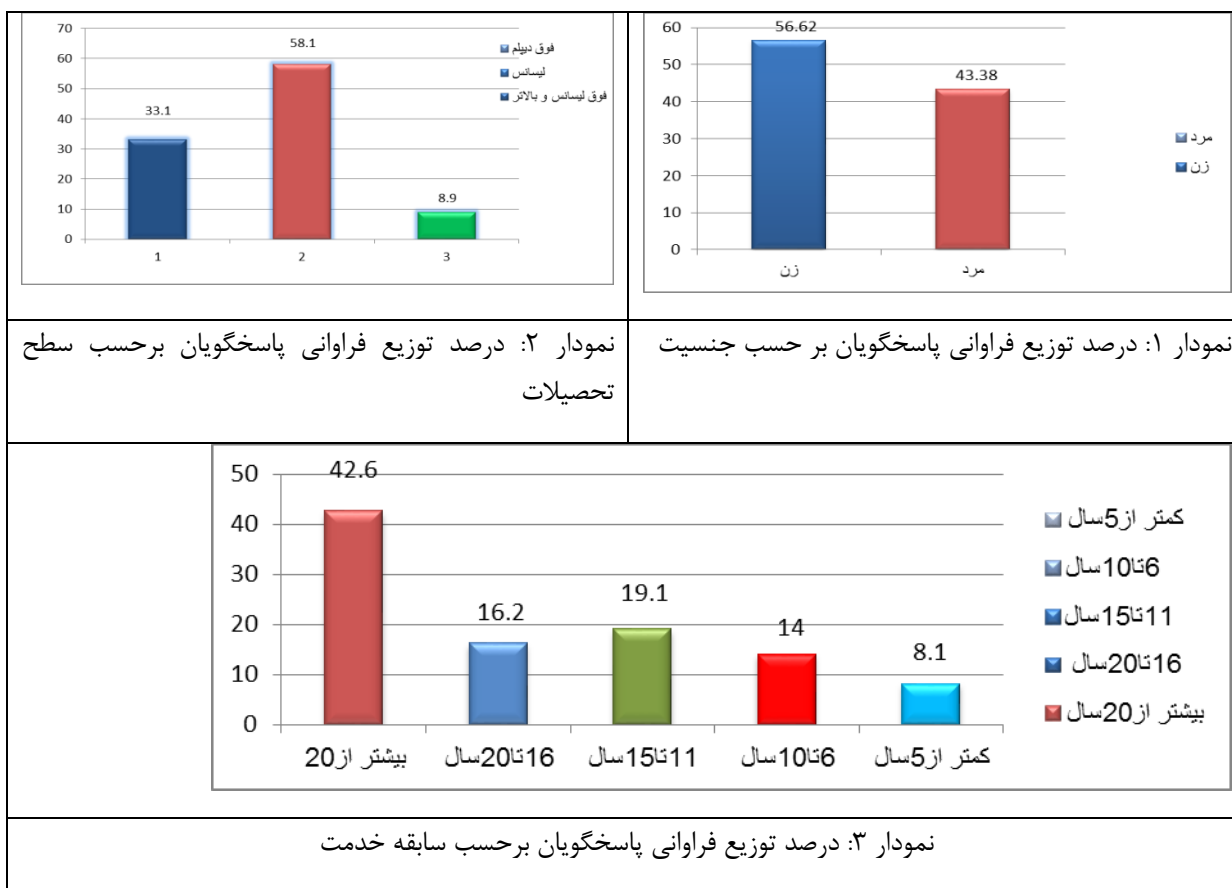 60
50
40
30
20
10
0
56.62
43.38
زن
مرد
مرد
زن
نمودار ۱: درصد توزیع فراوانی پاسخگویان بر حسب جنسیت
70
60
50
40
30
20
10
0
33.1
58.1
8.9
1
2
3
فوق دیپلم
لیسانس
فوق لیسانس و بالاتر
نمودار ۲: درصد توزیع فراوانی پاسخگویان برحسب سطح
تحصیلات
50
40
30
20
10
0
42.6
16.2
19.1
14
8.1
بیشتر از20
16تا20سال
11تا15سال
6تا10سال
کمتر از5سال
کمتر از5سال
6تا10سال
11تا15سال
16تا20سال
بیشتر از20سال
نمودار ۳: درصد توزیع فراوانی پاسخگویان برحسب سابقه خدمت